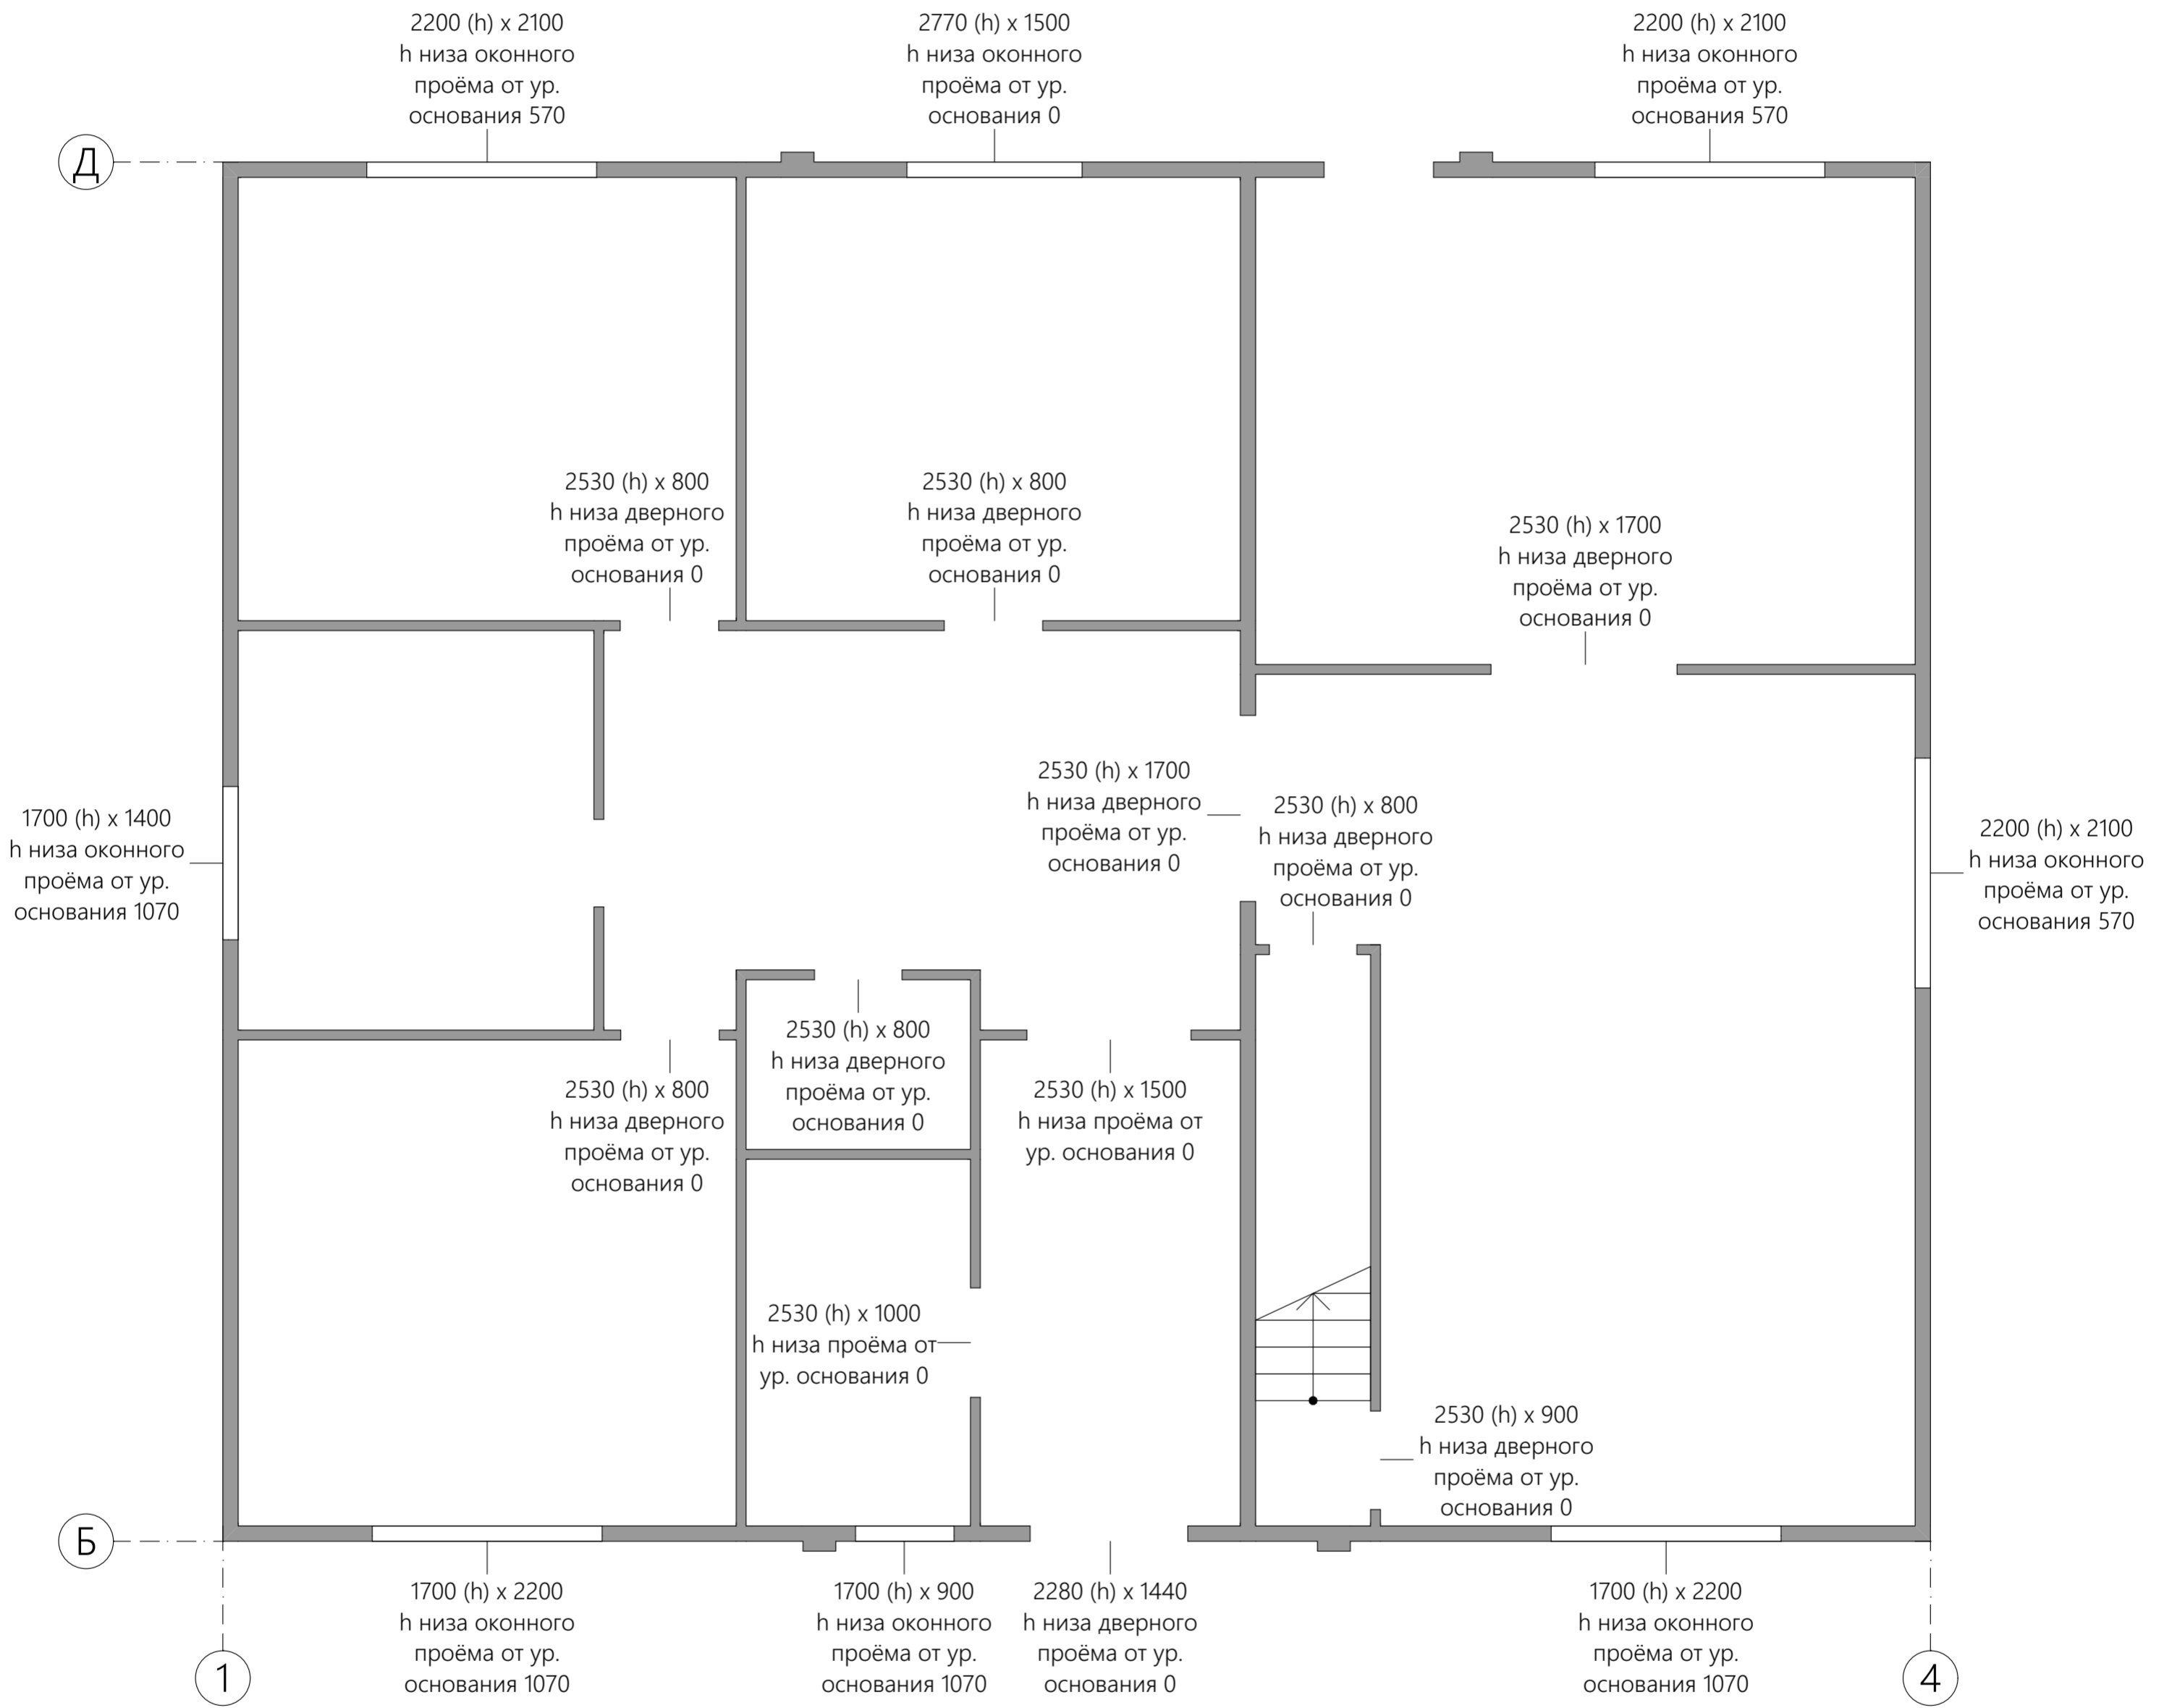 2200 (h) x 2100
h низа оконного
проёма от ур.
основания 570
2770 (h) x 1500
h низа оконного
проёма от ур.
основания 0
2200 (h) x 2100
h низа оконного
проёма от ур.
основания 570
Д
2530 (h) x 800
h низа дверного
проёма от ур.
основания 0
2530 (h) x 800
h низа дверного
проёма от ур.
основания 0
2530 (h) x 1700
h низа дверного
проёма от ур.
основания 0
1700 (h) x 1400
h низа оконного
проёма от ур.
основания 1070
2530 (h) x 1700
h низа дверного
проёма от ур.
основания 0
2530 (h) x 800
h низа дверного
проёма от ур.
основания 0
2200 (h) x 2100
h низа оконного
проёма от ур.
основания 570
2530 (h) x 800
h низа дверного
проёма от ур.
основания 0
2530 (h) x 800
h низа дверного
проёма от ур.
основания 0
2530 (h) x 1500
h низа проёма от
ур. основания 0
2530 (h) x 1000
h низа проёма от
ур. основания 0
2530 (h) x 900
h низа дверного
проёма от ур.
основания 0
Б
1700 (h) x 2200
h низа оконного
проёма от ур.
основания 1070
1700 (h) x 900
h низа оконного
проёма от ур.
основания 1070
2280 (h) x 1440
h низа дверного
проёма от ур.
основания 0
1700 (h) x 2200
h низа оконного
проёма от ур.
основания 1070
1
4